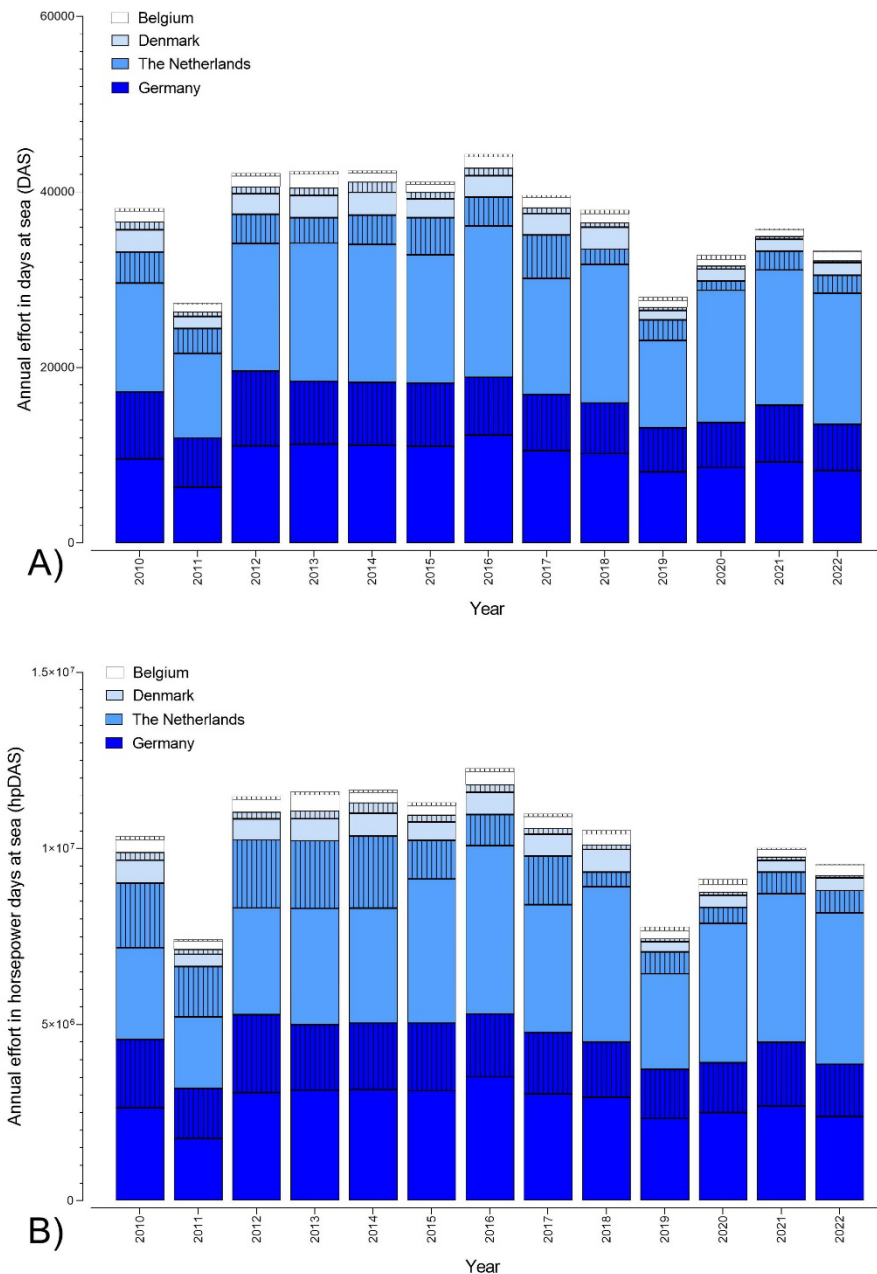 60000
Belgium
Denmark
The Netherlands
Germany
40000
20000
0
Annual effort in days at sea (DAS)
A)
2010 2011 2012 2013 2014 2015 2016 2017 2018 2019 2020 2021 2022
Year
1.5×10⁷
Belgium
Denmark
The Netherlands
Germany
1×10⁷
5×10⁶
0
Annual effort in horsepower days at sea (hpDAS)
B)
2010 2011 2012 2013 2014 2015 2016 2017 2018 2019 2020 2021 2022
Year